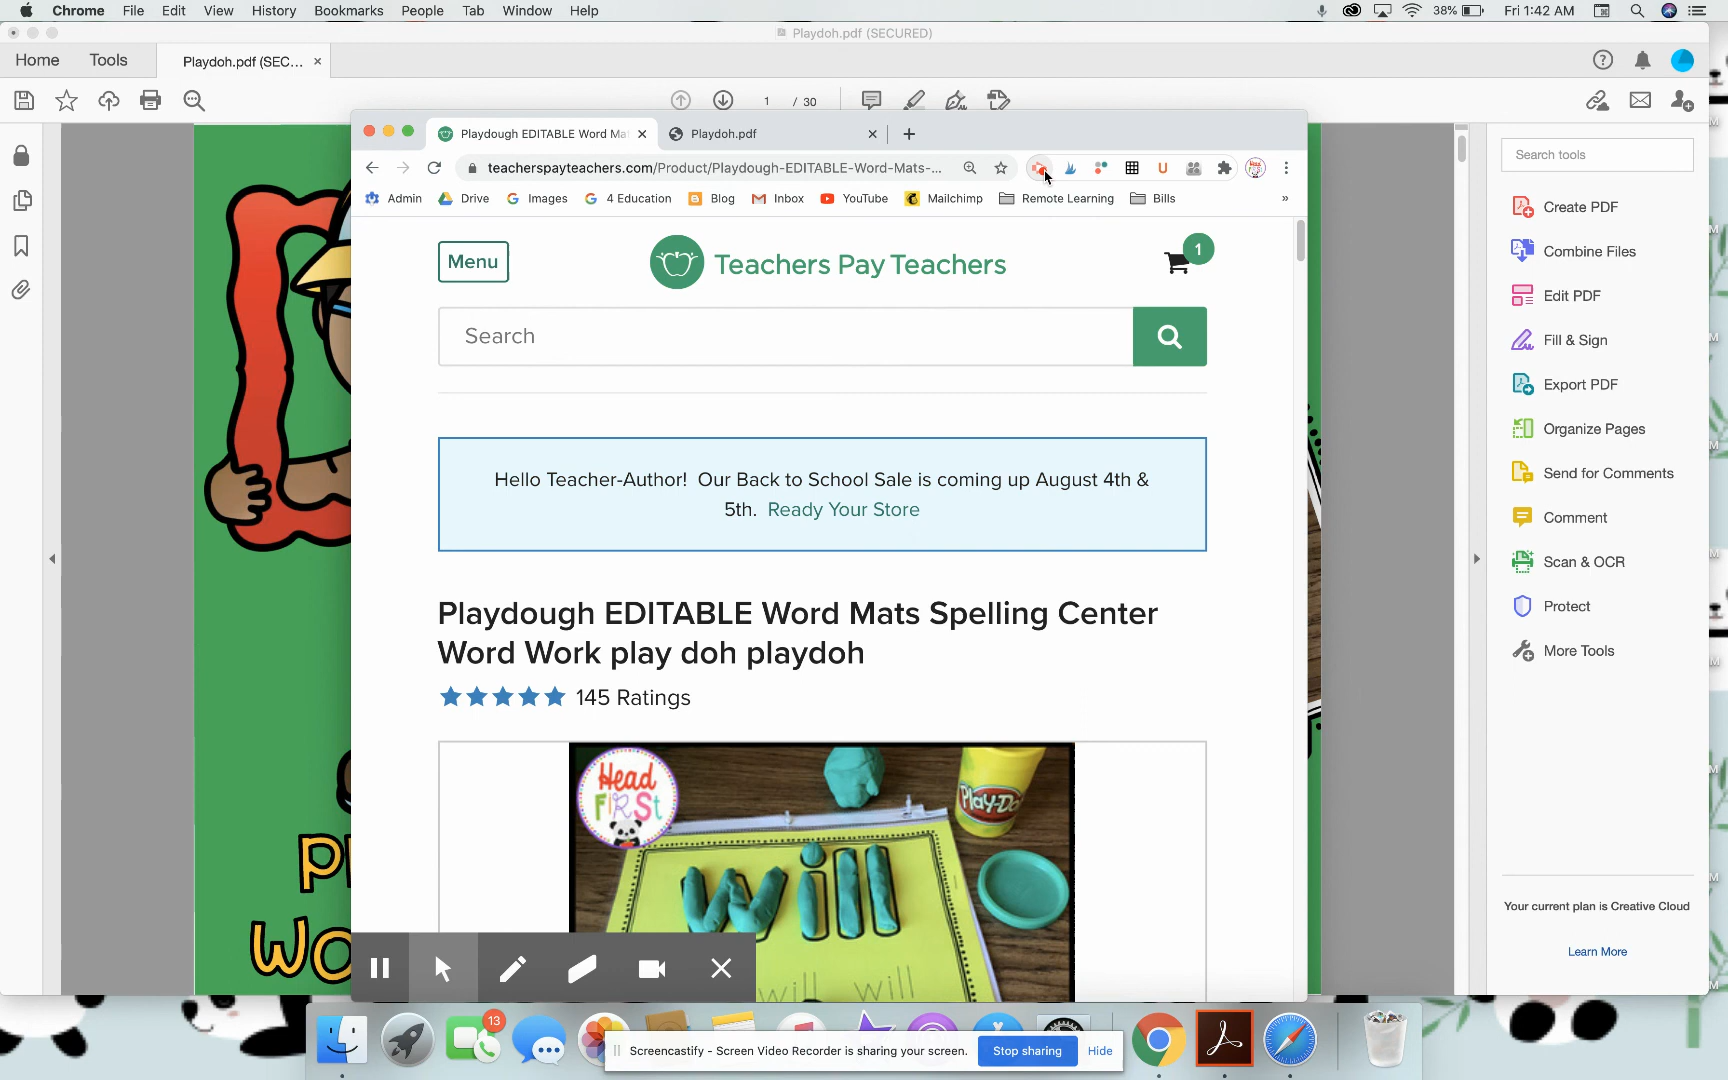 Chrome File Edit View History Bookmarks People Tab Window Help 38% Fri 1:42 AM
Playdoh.pdf (SECURED)
Home Tools Playdoh.pdf (SEC... ×
1 / 30
Playdough EDITABLE Word Ma × Playdoh.pdf × +
teacherspayteachers.com/Product/Playdough-EDITABLE-Word-Mats-...
Admin Drive Images 4 Education Blog Inbox YouTube Mailchimp Remote Learning Bills »
Menu Teachers Pay Teachers 1
Search
Hello Teacher-Author! Our Back to School Sale is coming up August 4th &
5th. Ready Your Store
Playdough EDITABLE Word Mats Spelling Center
Word Work play doh playdoh
145 Ratings
Head
FIRSt
Play-Do
will
will will
Search tools
Create PDF
Combine Files
Edit PDF
Fill & Sign
Export PDF
Organize Pages
Send for Comments
Comment
Scan & OCR
Protect
More Tools
Your current plan is Creative Cloud
Learn More
13
Screencastify - Screen Video Recorder is sharing your screen. Stop sharing Hide